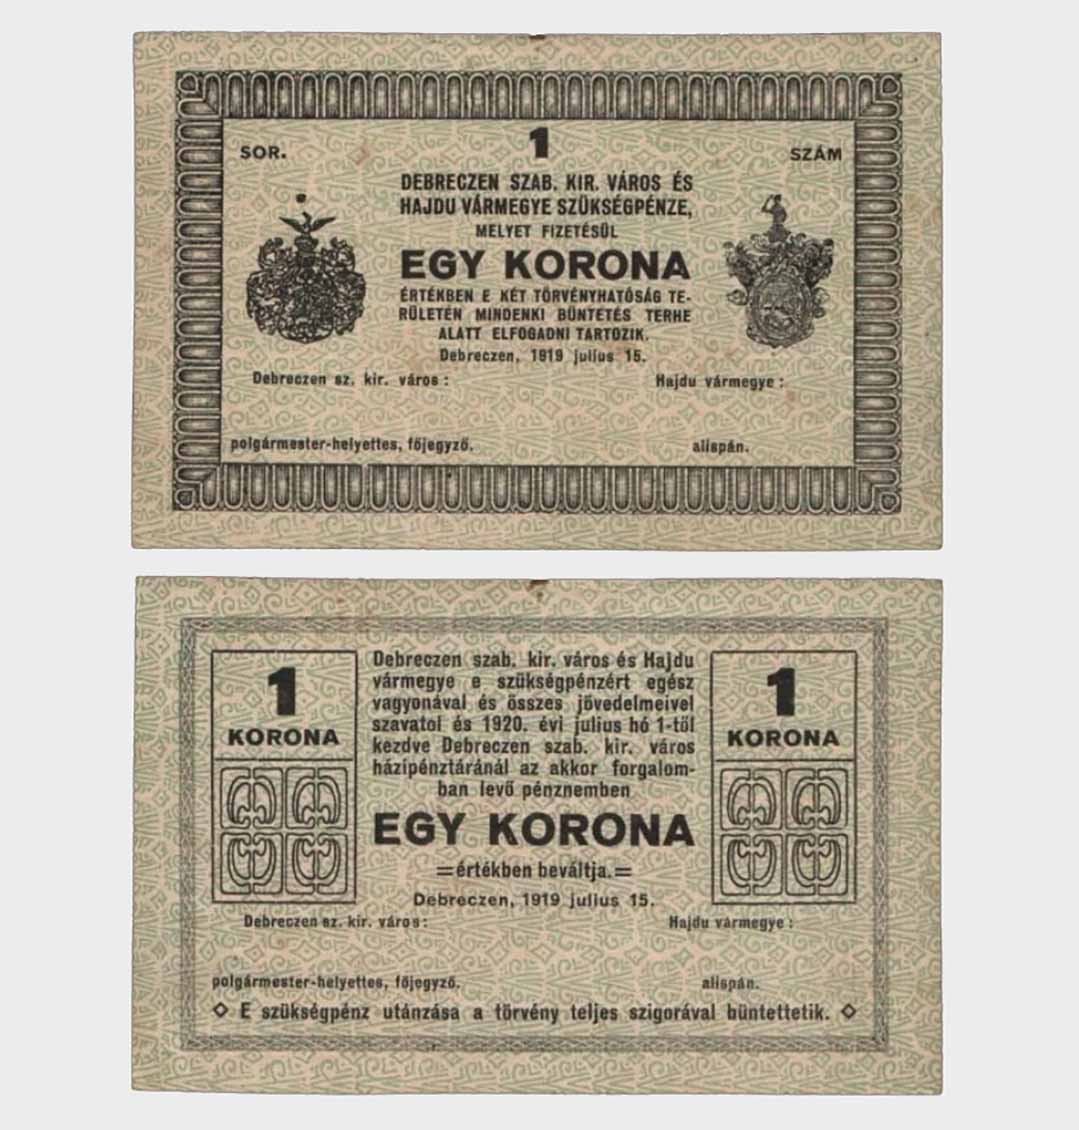 1
SOR. SZÁM
DEBRECZEN SZAB. KIR. VÁROS ÉS
HAJDU VÁRMEGYE SZÜKSÉGPÉNZE,
MELYET FIZETÉSÜL
EGY KORONA
ÉRTÉKBEN E KÉT TÖRVÉNYHATÓSÁG TE-
RÜLETÉN MINDENKI BÜNTETÉS TERHE
ALATT ELFOGADNI TARTOZIK.
Debreczen, 1919 julius 15.
Debreczen sz. kir. város : Hajdu vármegye :
polgármester-helyettes, főjegyző. alispán.
1
KORONA
Debreczen szab. kir. város és Hajdu
vármegye e szükségpénzért egész
vagyonával és összes jövedelmeivel
szavatol és 1920. évi julius hó 1-től
kezdve Debreczen szab. kir. város
házipénztáránál az akkor forgalom-
ban levő pénznemben
EGY KORONA
=értékben beváltja.=
Debreczen, 1919 julius 15.
1
KORONA
Debreczen sz. kir. város: Hajdu vármegye :
polgármester-helyettes, főjegyző. alispán.
◇ E szükségpénz utánzása a törvény teljes szigorával büntettetik. ◇